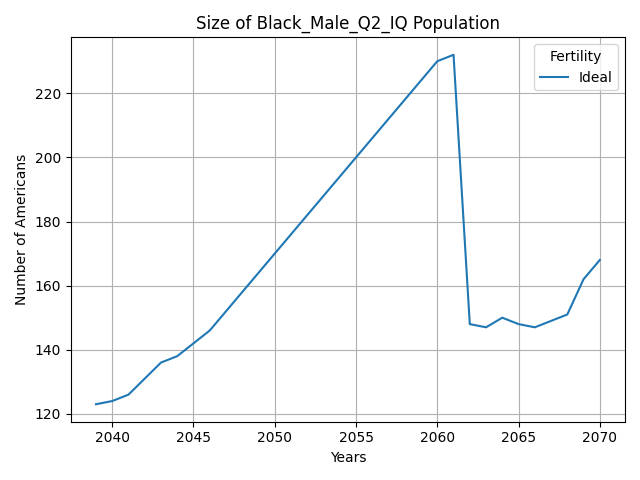 Size of Black_Male_Q2_IQ Population
Fertility
Ideal
Number of Americans
220
200
180
160
140
120
2040 2045 2050 2055 2060 2065 2070
Years